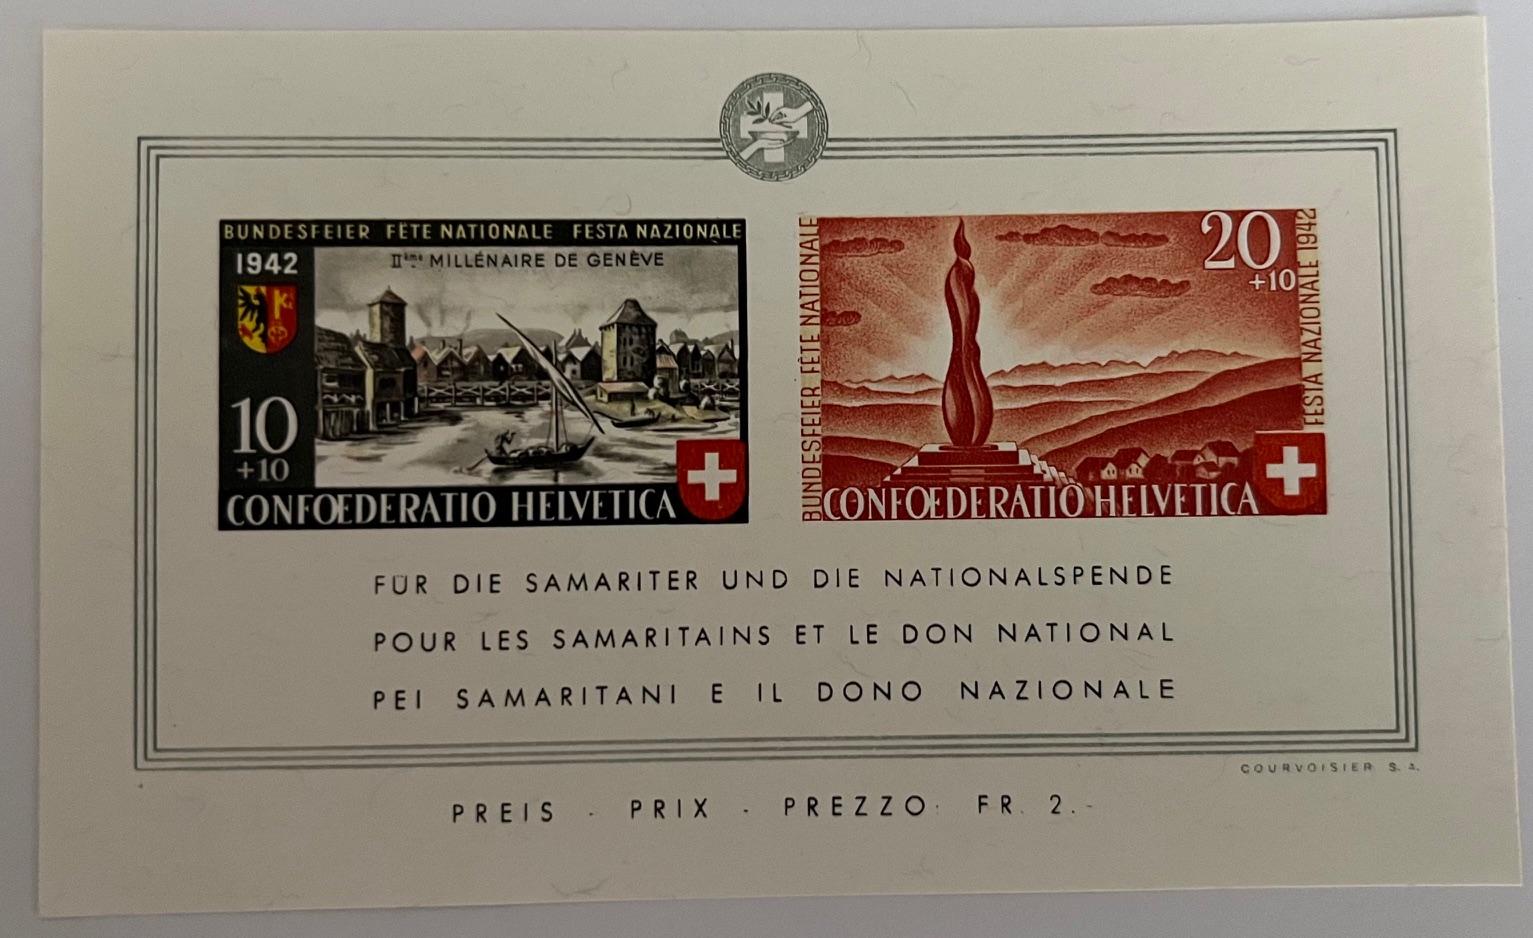 BUNDESFEIER FÊTE NATIONALE FESTA NAZIONALE
1942
IIème MILLÉNAIRE DE GENÈVE
10
+10
CONFOEDERATIO HELVETICA
BUNDESFEIER FÊTE NATIONALE
20
+10
FESTA NAZIONALE 1942
CONFOEDERATIO HELVETICA
FÜR DIE SAMARITER UND DIE NATIONALSPENDE
POUR LES SAMARITAINS ET LE DON NATIONAL
PEI SAMARITANI E IL DONO NAZIONALE
COURVOISIER S. A.
PREIS - PRIX - PREZZO: FR. 2.-